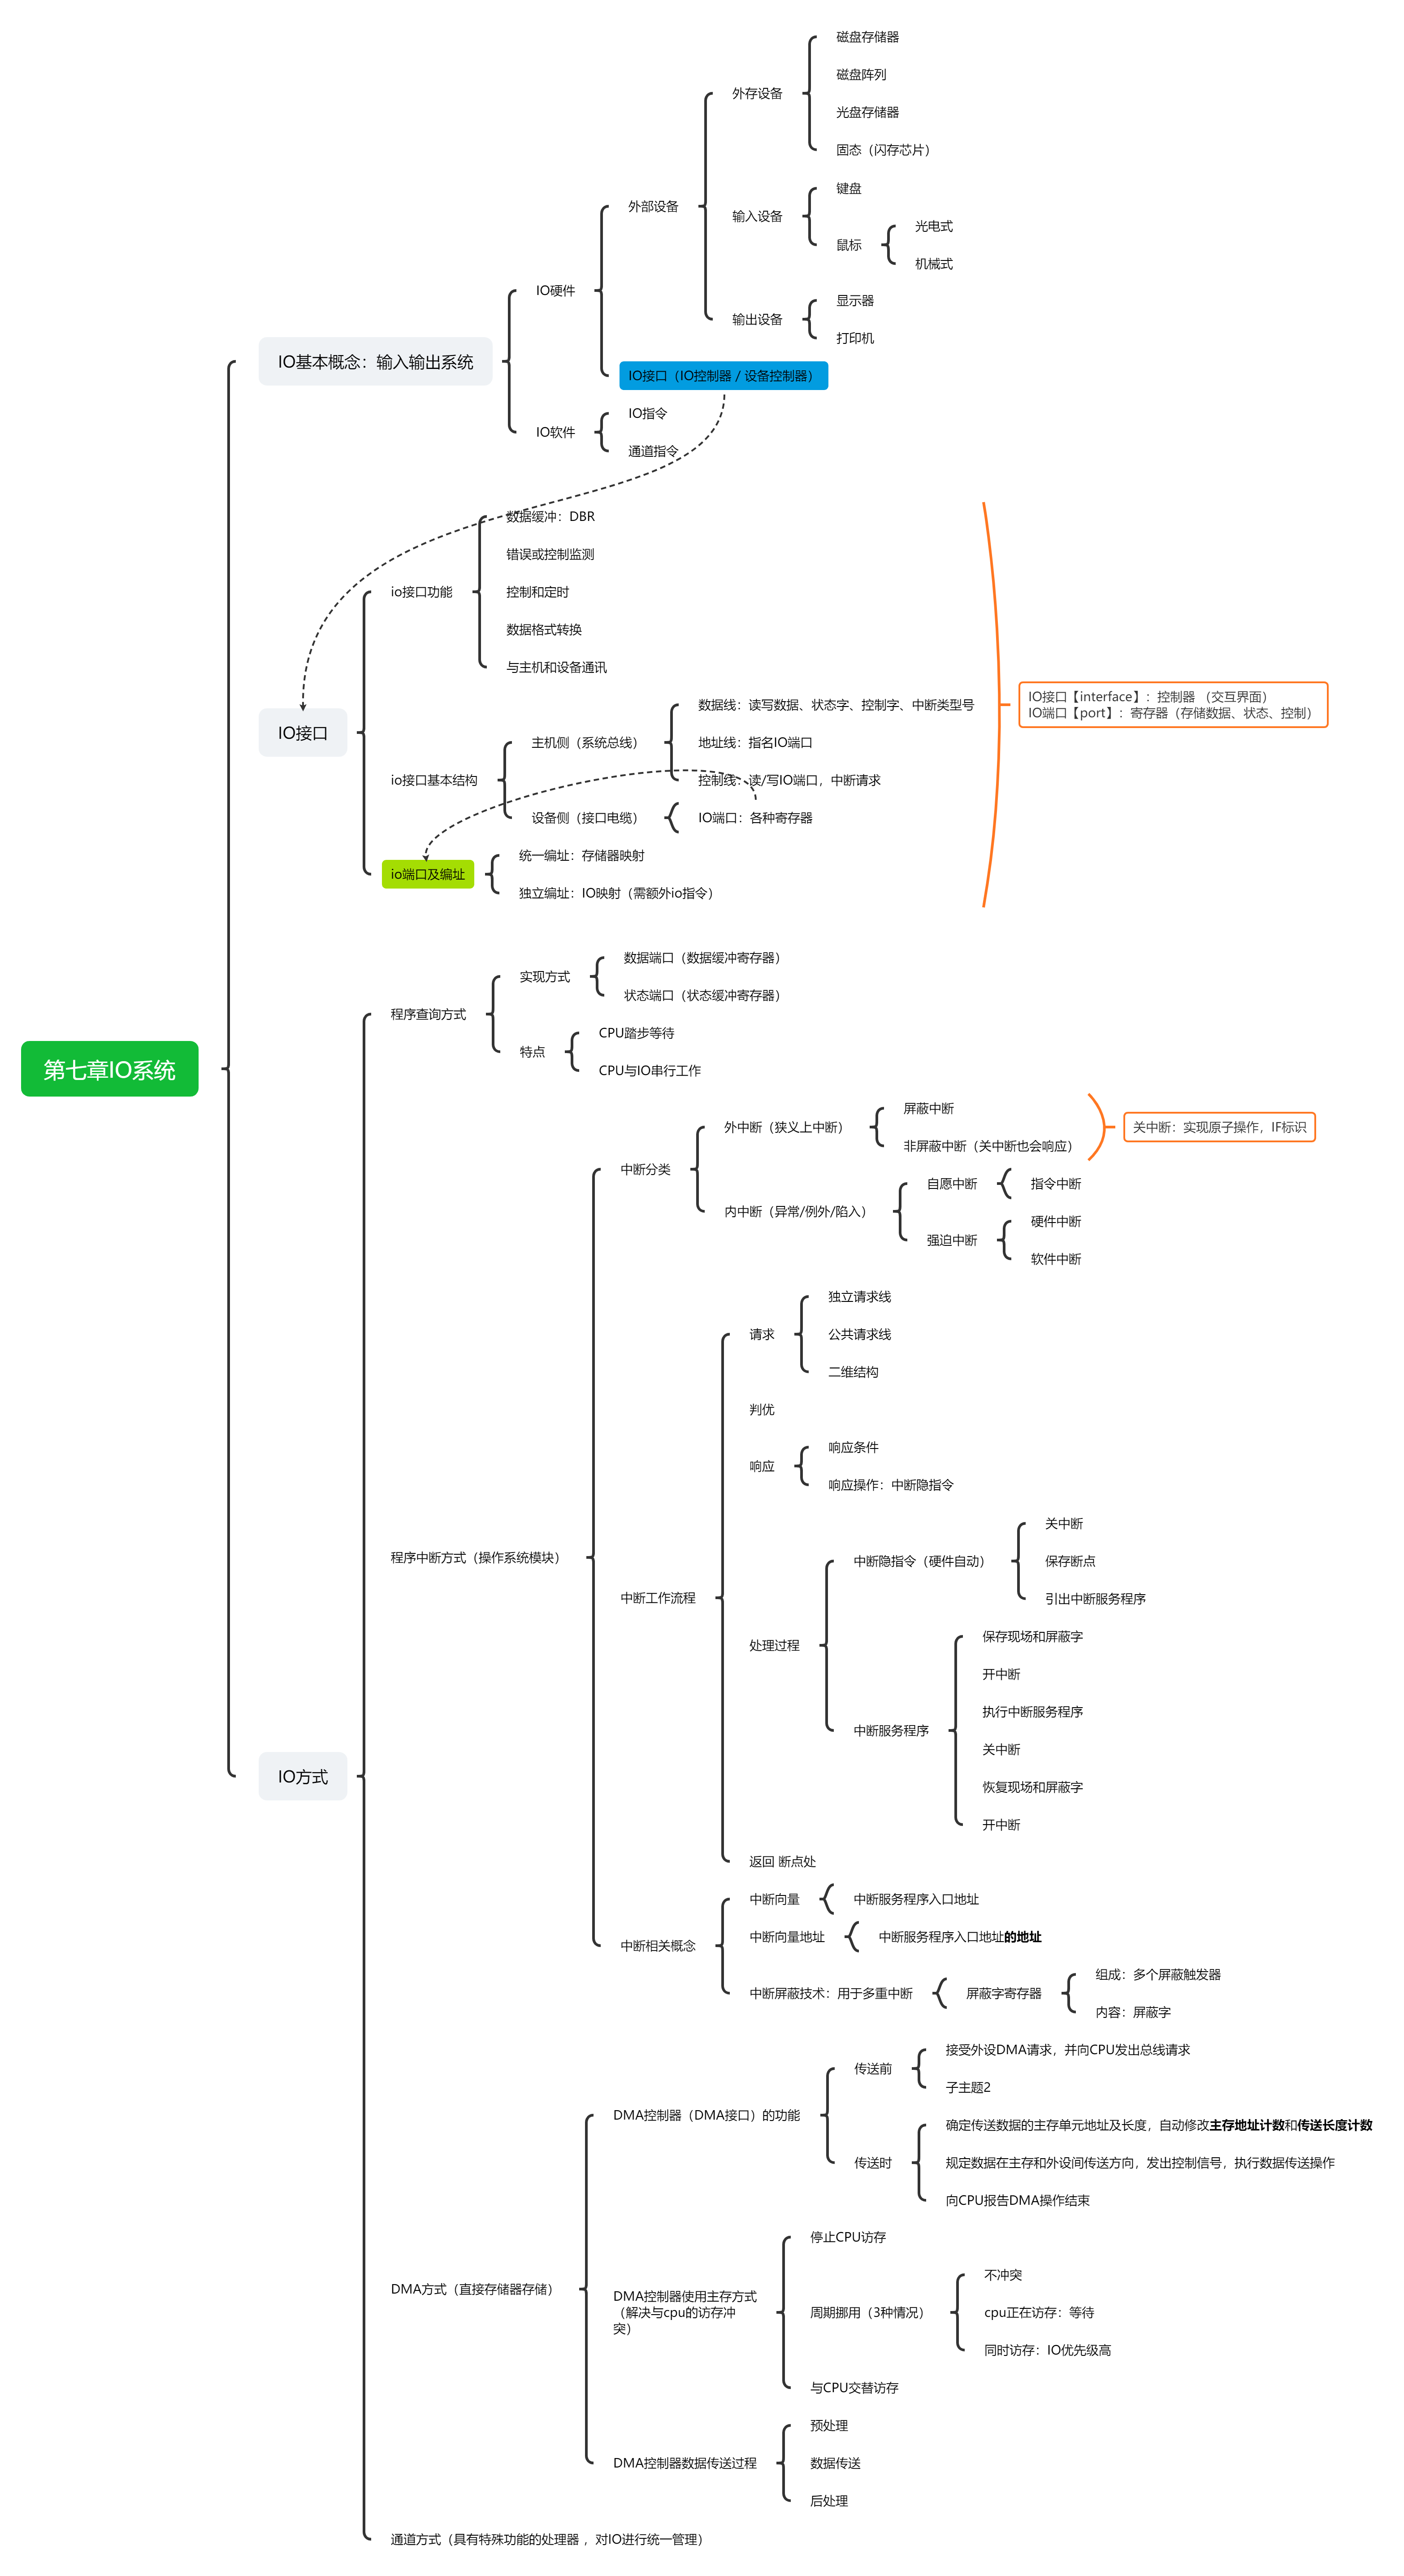 第七章IO系统
IO基本概念：输入输出系统
IO硬件
外部设备
外存设备
磁盘存储器
磁盘阵列
光盘存储器
固态（闪存芯片）
输入设备
键盘
鼠标
光电式
机械式
输出设备
显示器
打印机
IO接口（IO控制器 / 设备控制器）
IO软件
IO指令
通道指令
IO接口
io接口功能
数据缓冲：DBR
错误或控制监测
控制和定时
数据格式转换
与主机和设备通讯
io接口基本结构
主机侧（系统总线）
数据线：读写数据、状态字、控制字、中断类型号
地址线：指名IO端口
控制线：读/写IO端口，中断请求
设备侧（接口电缆）
IO端口：各种寄存器
io端口及编址
统一编址：存储器映射
独立编址：IO映射（需额外io指令）
IO接口【interface】：控制器 （交互界面）
IO端口【port】：寄存器（存储数据、状态、控制）
IO方式
程序查询方式
实现方式
数据端口（数据缓冲寄存器）
状态端口（状态缓冲寄存器）
特点
CPU踏步等待
CPU与IO串行工作
程序中断方式（操作系统模块）
中断分类
外中断（狭义上中断）
屏蔽中断
非屏蔽中断（关中断也会响应）
关中断：实现原子操作，IF标识
内中断（异常/例外/陷入）
自愿中断
指令中断
强迫中断
硬件中断
软件中断
中断工作流程
请求
独立请求线
公共请求线
二维结构
判优
响应
响应条件
响应操作：中断隐指令
处理过程
中断隐指令（硬件自动）
关中断
保存断点
引出中断服务程序
中断服务程序
保存现场和屏蔽字
开中断
执行中断服务程序
关中断
恢复现场和屏蔽字
开中断
返回 断点处
中断相关概念
中断向量
中断服务程序入口地址
中断向量地址
中断服务程序入口地址的地址
中断屏蔽技术：用于多重中断
屏蔽字寄存器
组成：多个屏蔽触发器
内容：屏蔽字
DMA方式（直接存储器存储）
DMA控制器（DMA接口）的功能
传送前
接受外设DMA请求，并向CPU发出总线请求
子主题2
传送时
确定传送数据的主存单元地址及长度，自动修改主存地址计数和传送长度计数
规定数据在主存和外设间传送方向，发出控制信号，执行数据传送操作
向CPU报告DMA操作结束
DMA控制器使用主存方式
（解决与cpu的访存冲
突）
停止CPU访存
周期挪用（3种情况）
不冲突
cpu正在访存：等待
同时访存：IO优先级高
与CPU交替访存
DMA控制器数据传送过程
预处理
数据传送
后处理
通道方式（具有特殊功能的处理器 ，对IO进行统一管理）